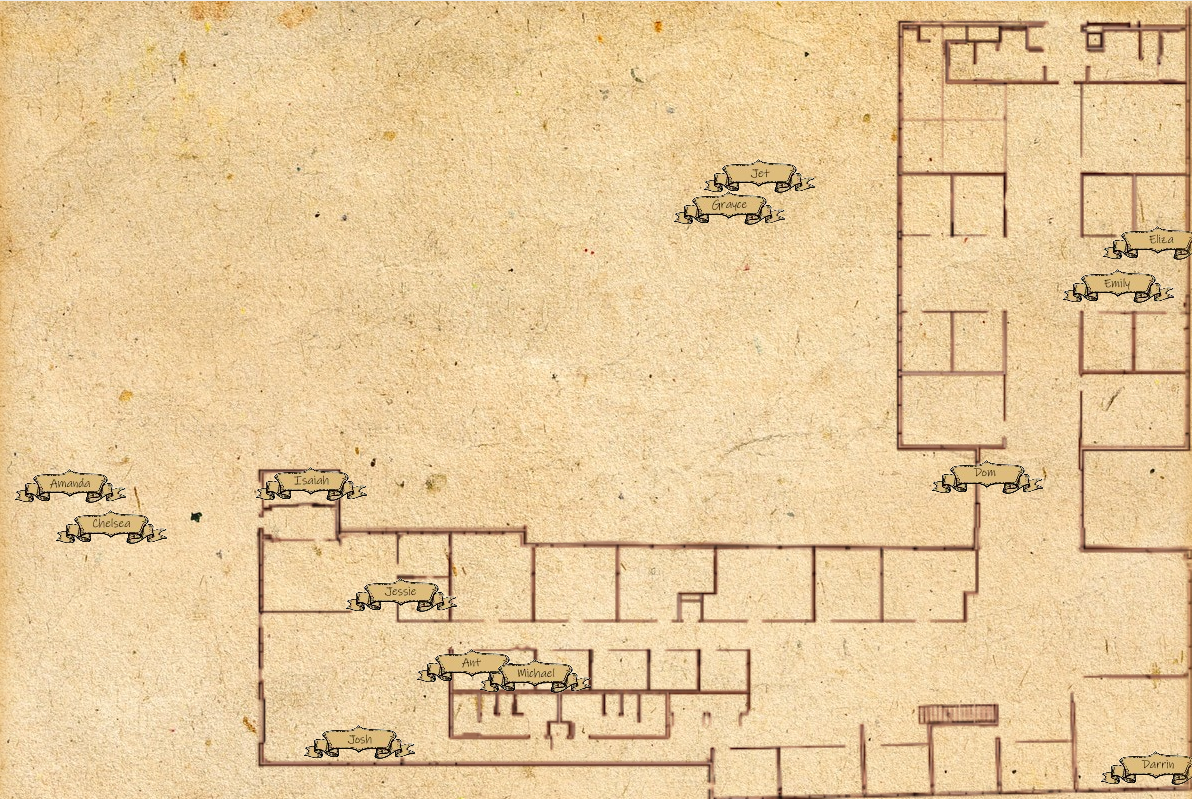 Jet
Grayce
Eliza
Emily
Amanda
Isaiah
Dom
Chelsea
Jessie
Ant
Michael
Josh
Darrin